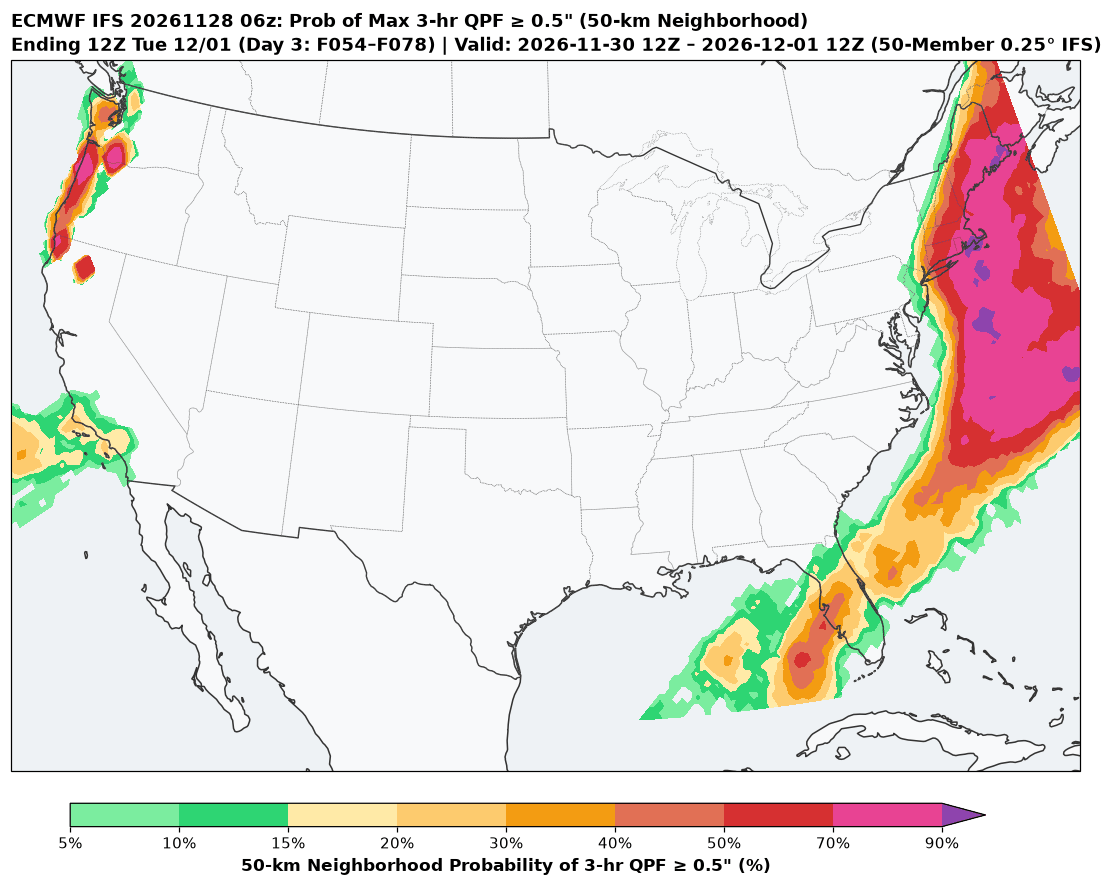 ECMWF IFS 20261128 06z: Prob of Max 3-hr QPF ≥ 0.5" (50-km Neighborhood)
Ending 12Z Tue 12/01 (Day 3: F054–F078) | Valid: 2026-11-30 12Z – 2026-12-01 12Z (50-Member 0.25° IFS)
5% 10% 15% 20% 30% 40% 50% 70% 90%
50-km Neighborhood Probability of 3-hr QPF ≥ 0.5" (%)